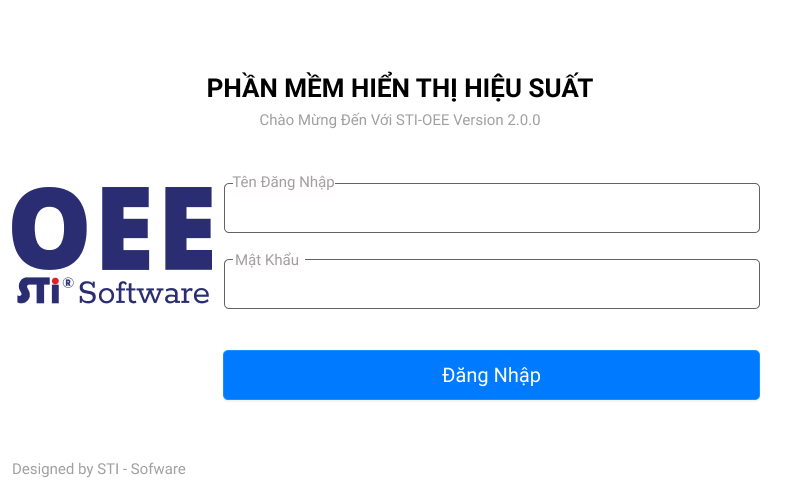 PHẦN MỀM HIỂN THỊ HIỆU SUẤT
Chào Mừng Đến Với STI-OEE Version 2.0.0
OEE
STi® Software
Tên Đăng Nhập
Mật Khẩu
Đăng Nhập
Designed by STI - Sofware